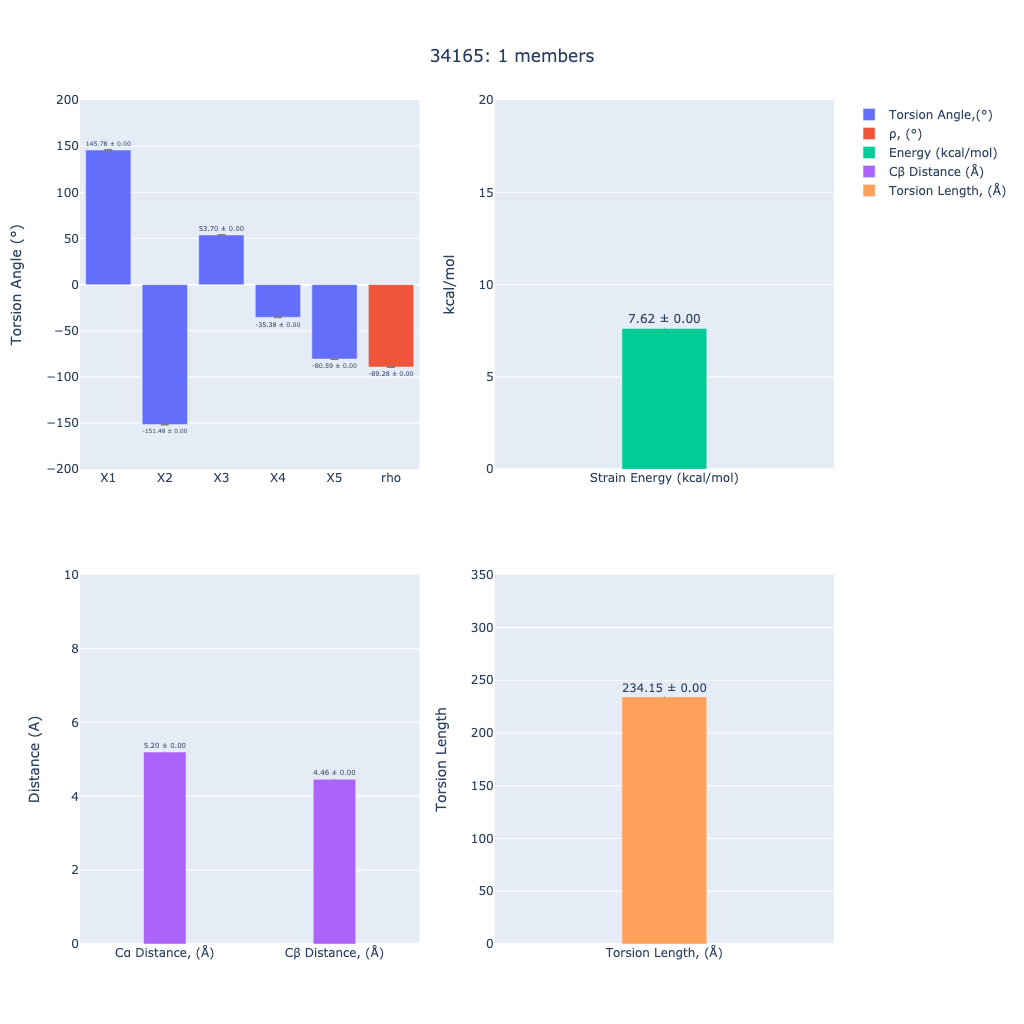 34165: 1 members
Torsion Angle (°)
200
150
100
50
0
−50
−100
−150
−200
145.78 ± 0.00
-151.48 ± 0.00
53.70 ± 0.00
-35.38 ± 0.00
-80.59 ± 0.00
-89.28 ± 0.00
X1 X2 X3 X4 X5 rho
kcal/mol
20
15
10
5
0
7.62 ± 0.00
Strain Energy (kcal/mol)
Torsion Angle,(°)
ρ, (°)
Energy (kcal/mol)
Cβ Distance (Å)
Torsion Length, (Å)
Distance (A)
10
8
6
4
2
0
5.20 ± 0.00
4.46 ± 0.00
Cα Distance, (Å) Cβ Distance, (Å)
Torsion Length
350
300
250
200
150
100
50
0
234.15 ± 0.00
Torsion Length, (Å)